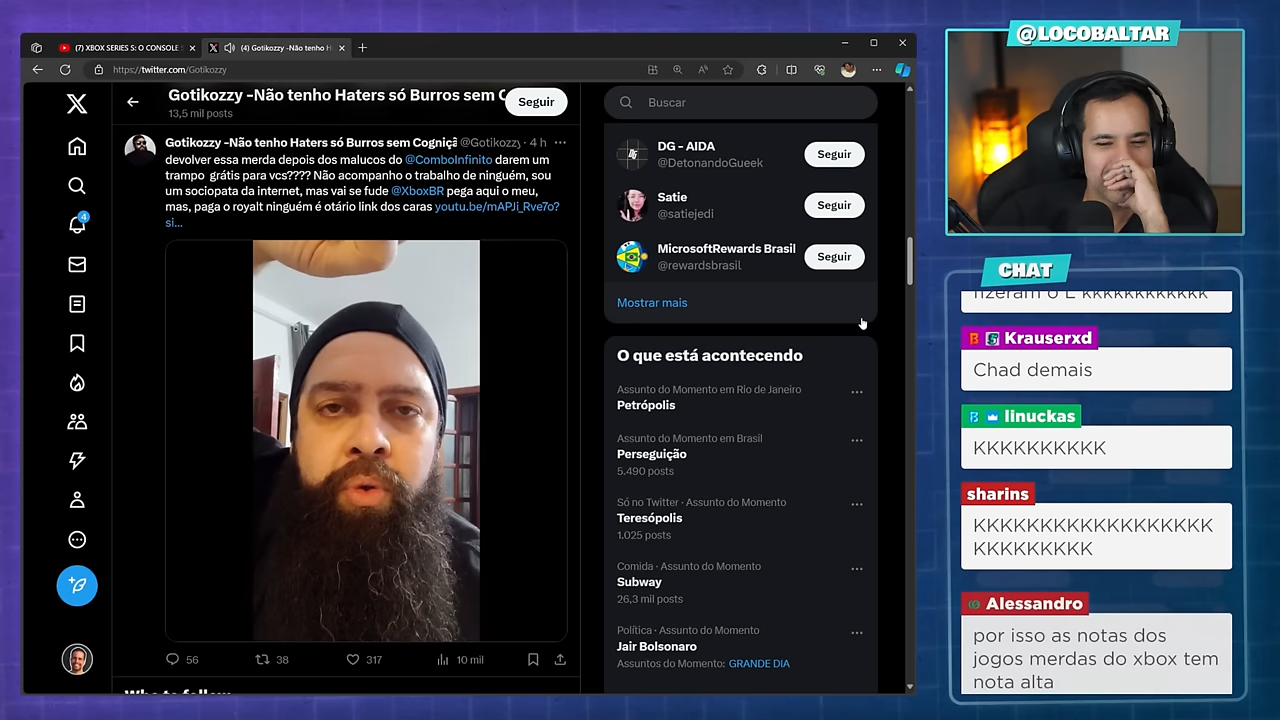 @LOCOBALTAR
(7) XBOX SERIES S: O CONSOLE
(4) Gotikozzy -Não tenho H
https://twitter.com/Gotikozzy
Gotikozzy -Não tenho Haters só Burros sem C
13,5 mil posts
Seguir
Gotikozzy -Não tenho Haters só Burros sem Cogniç @Gotikozzy · 4 h
devolver essa merda depois dos malucos do @ComboInfinito darem um
trampo grátis para vcs???? Não acompanho o trabalho de ninguém, sou
um sociopata da internet, mas vai se fude @XboxBR pega aqui o meu,
mas, paga o royalt ninguém é otário link dos caras youtu.be/mAPJi_Rve7o?
si...
56
38
317
10 mil
Who to follow
Buscar
DG - AIDA
@DetonandoGueek
Seguir
Satie
@satiejedi
Seguir
MicrosoftRewards Brasil
@rewardsbrasil
Seguir
Mostrar mais
O que está acontecendo
Assunto do Momento em Rio de Janeiro
Petrópolis
Assunto do Momento em Brasil
Perseguição
5.490 posts
Só no Twitter · Assunto do Momento
Teresópolis
1.025 posts
Comida · Assunto do Momento
Subway
26,3 mil posts
Política · Assunto do Momento
Jair Bolsonaro
Assuntos do Momento: GRANDE DIA
4
CHAT
fizeram o L kkkkkkkkkkkk
Krauserxd
Chad demais
linuckas
KKKKKKKKKK
sharins
KKKKKKKKKKKKKKKKKK
KKKKKKKKK
Alessandro
por isso as notas dos
jogos merdas do xbox tem
nota alta